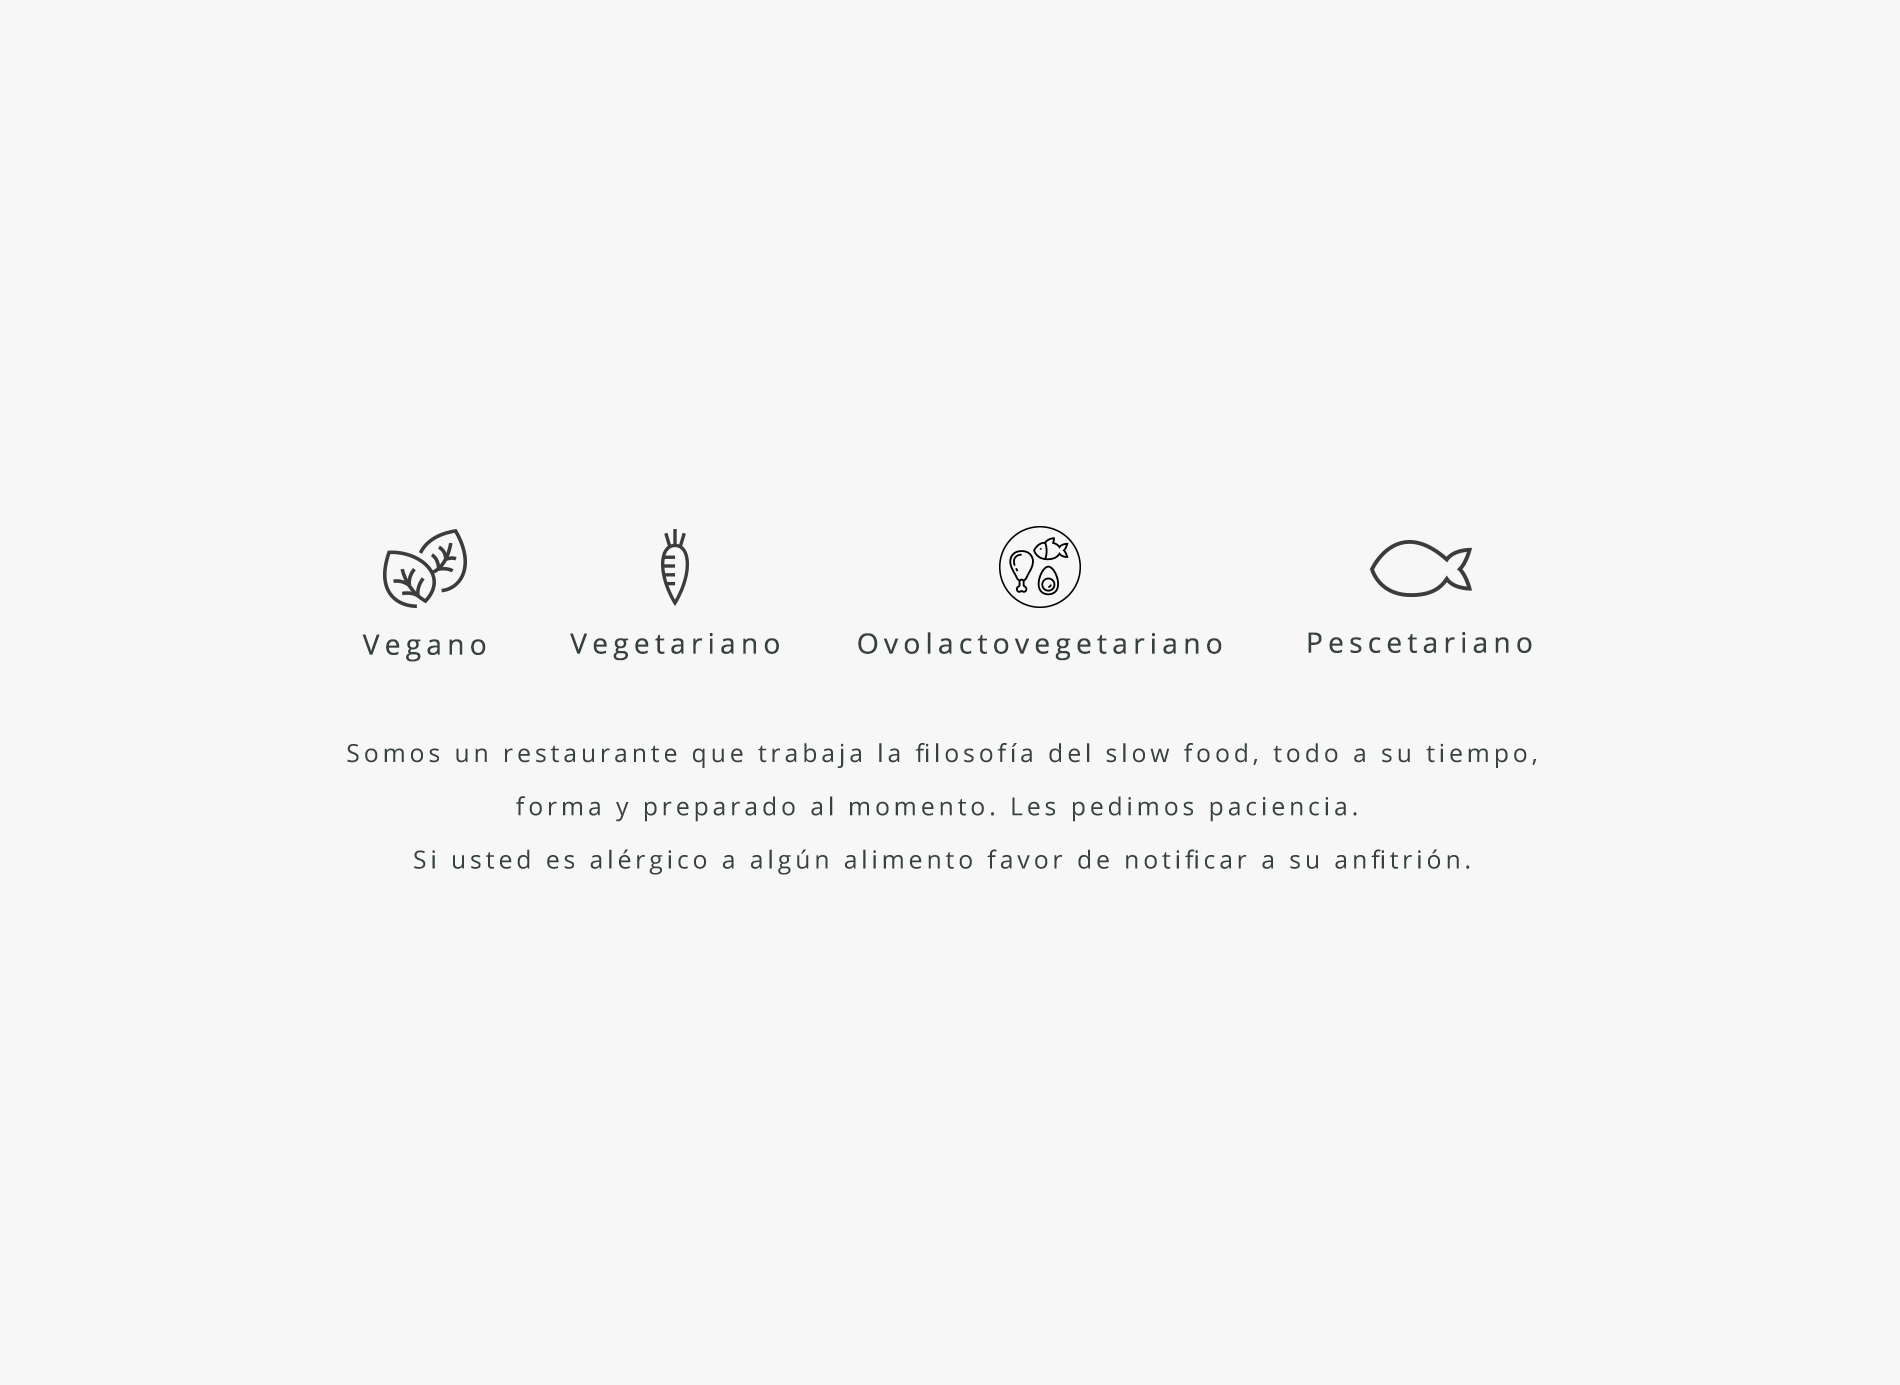 Vegano
Vegetariano
Ovolactovegetariano
Pescetariano
Somos un restaurante que trabaja la filosofía del slow food, todo a su tiempo,
forma y preparado al momento. Les pedimos paciencia.
Si usted es alérgico a algún alimento favor de notificar a su anfitrión.